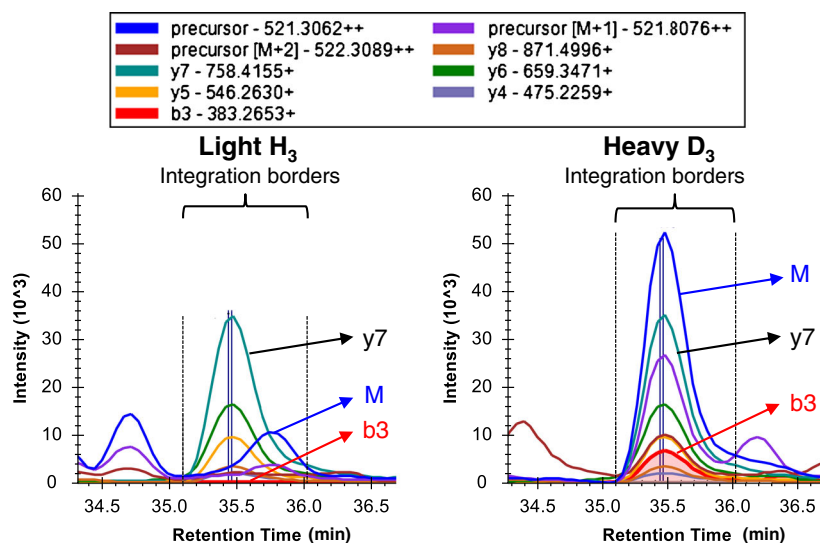 precursor - 521.3062++
precursor [M+1] - 521.8076++
precursor [M+2] - 522.3089++
y8 - 871.4996+
y7 - 758.4155+
y6 - 659.3471+
y5 - 546.2630+
y4 - 475.2259+
b3 - 383.2653+
Light H3
Integration borders
60
50
40
30
20
10
0
Intensity (10^3)
y7
M
b3
34.5 35.0 35.5 36.0 36.5
Retention Time (min)
Heavy D3
Integration borders
60
50
40
30
20
10
0
Intensity (10^3)
M
y7
b3
34.5 35.0 35.5 36.0 36.5
Retention Time (min)